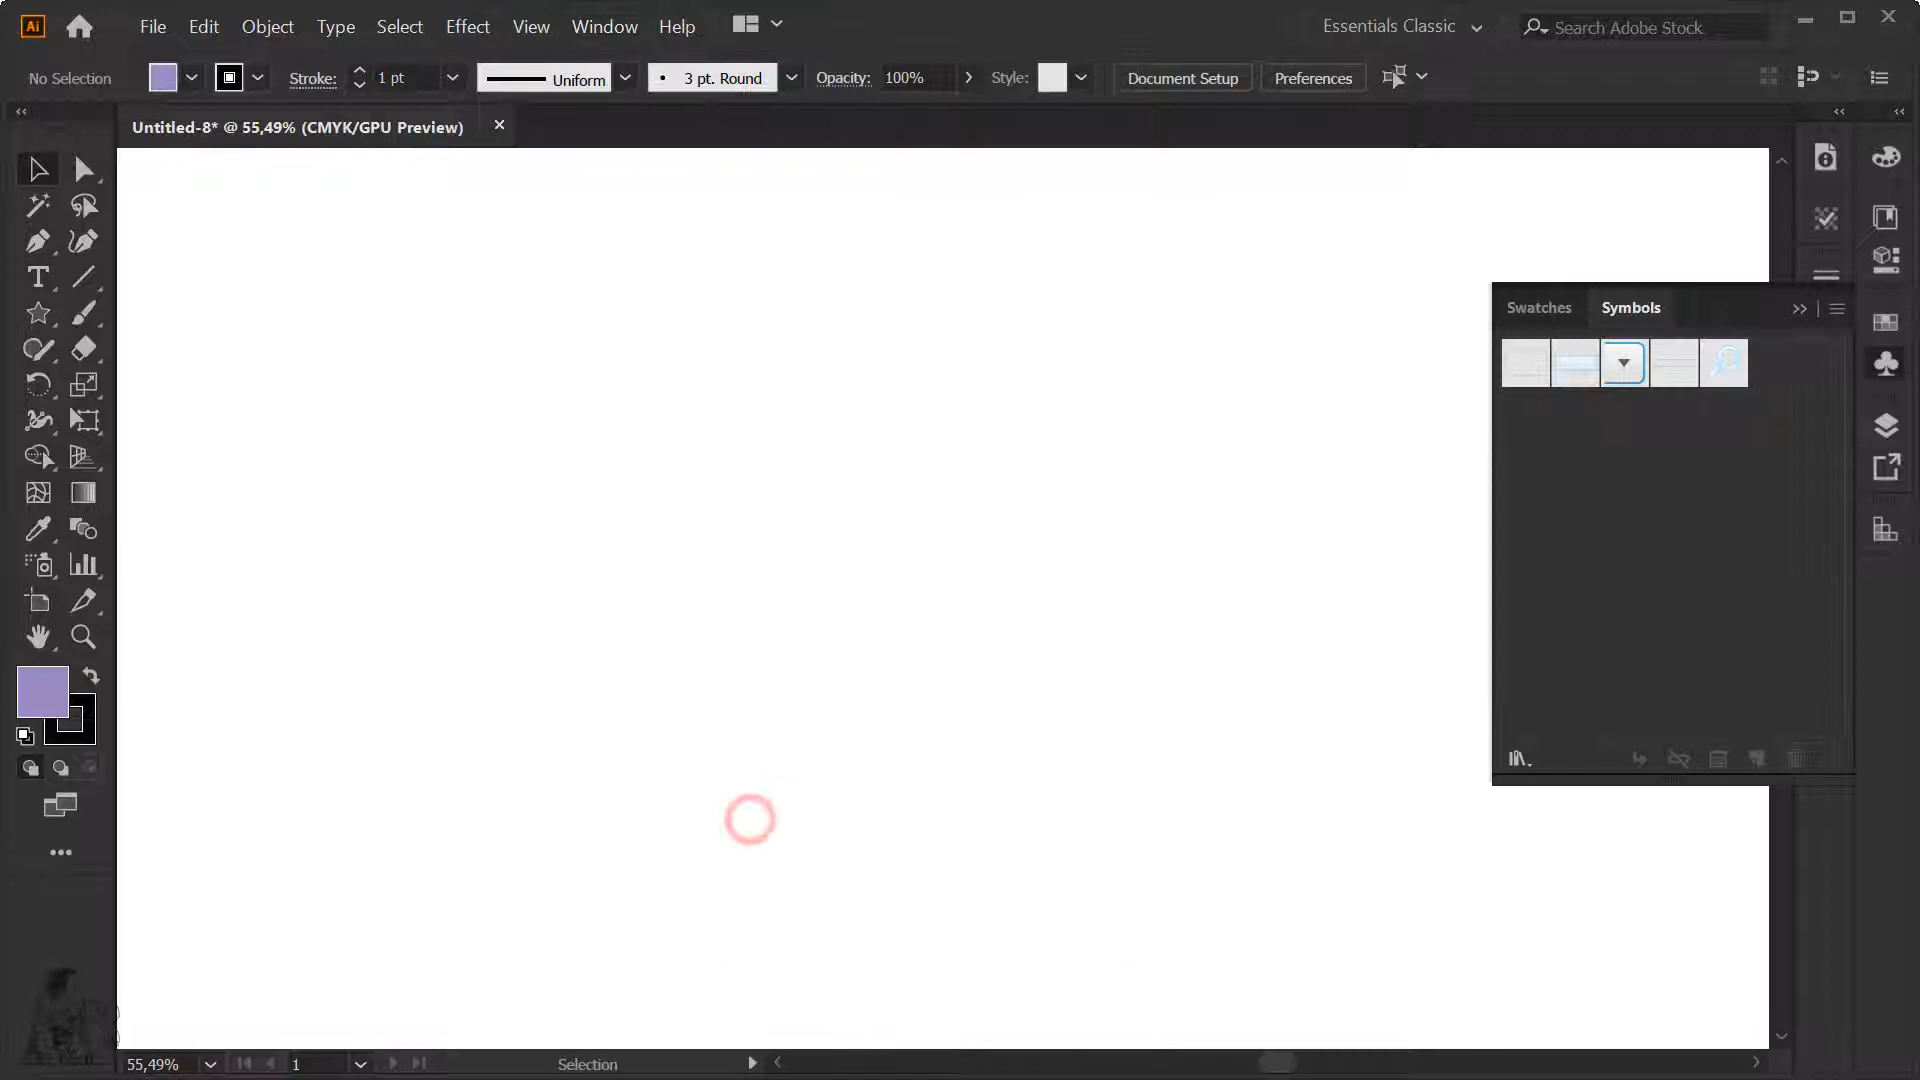 Ai File Edit Object Type Select Effect View Window Help Essentials Classic Search Adobe Stock
No Selection Stroke: 1 pt Uniform 3 pt. Round Opacity: 100% Style: Document Setup Preferences
Untitled-8* @ 55,49% (CMYK/GPU Preview)
Swatches Symbols
55,49% 1 Selection